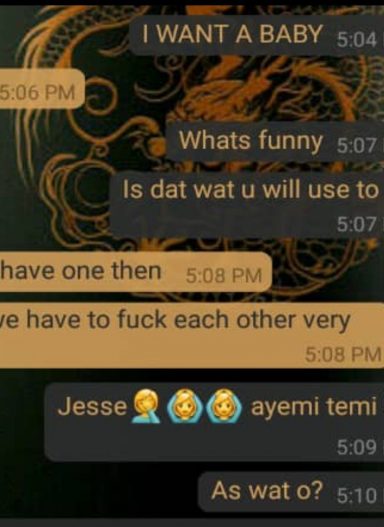 I WANT A BABY 5:04
5:06 PM
Whats funny 5:07
Is dat wat u will use to
5:07
have one then 5:08 PM
have to fuck each other very
5:08 PM
Jesse 🤦‍♀️ 🙆‍♀️ 🙆‍♀️ ayemi temi
5:09
As wat o? 5:10